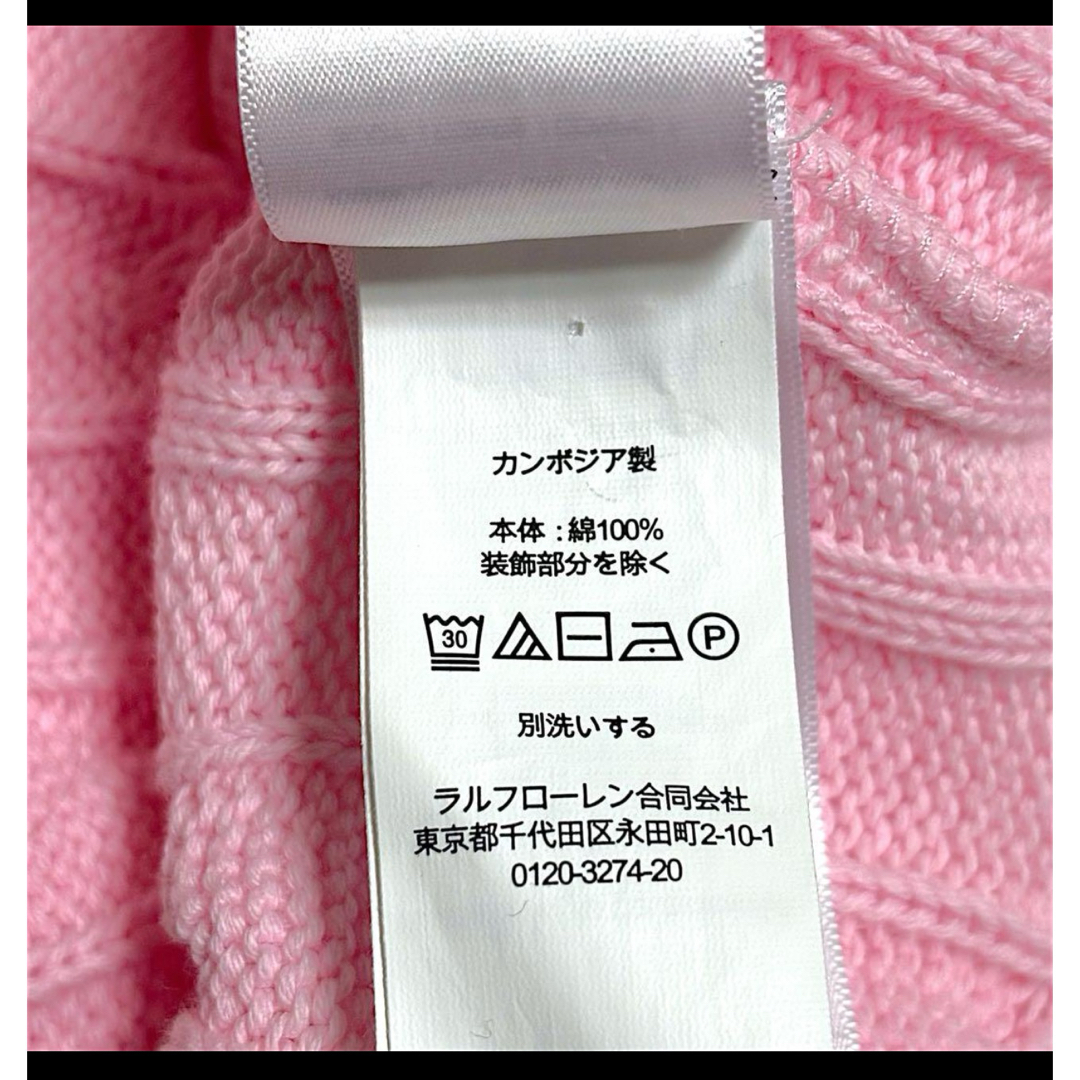 カンボジア製
本体 : 綿100%
装飾部分を除く
30
P
別洗いする
ラルフローレン合同会社
東京都千代田区永田町2-10-1
0120-3274-20